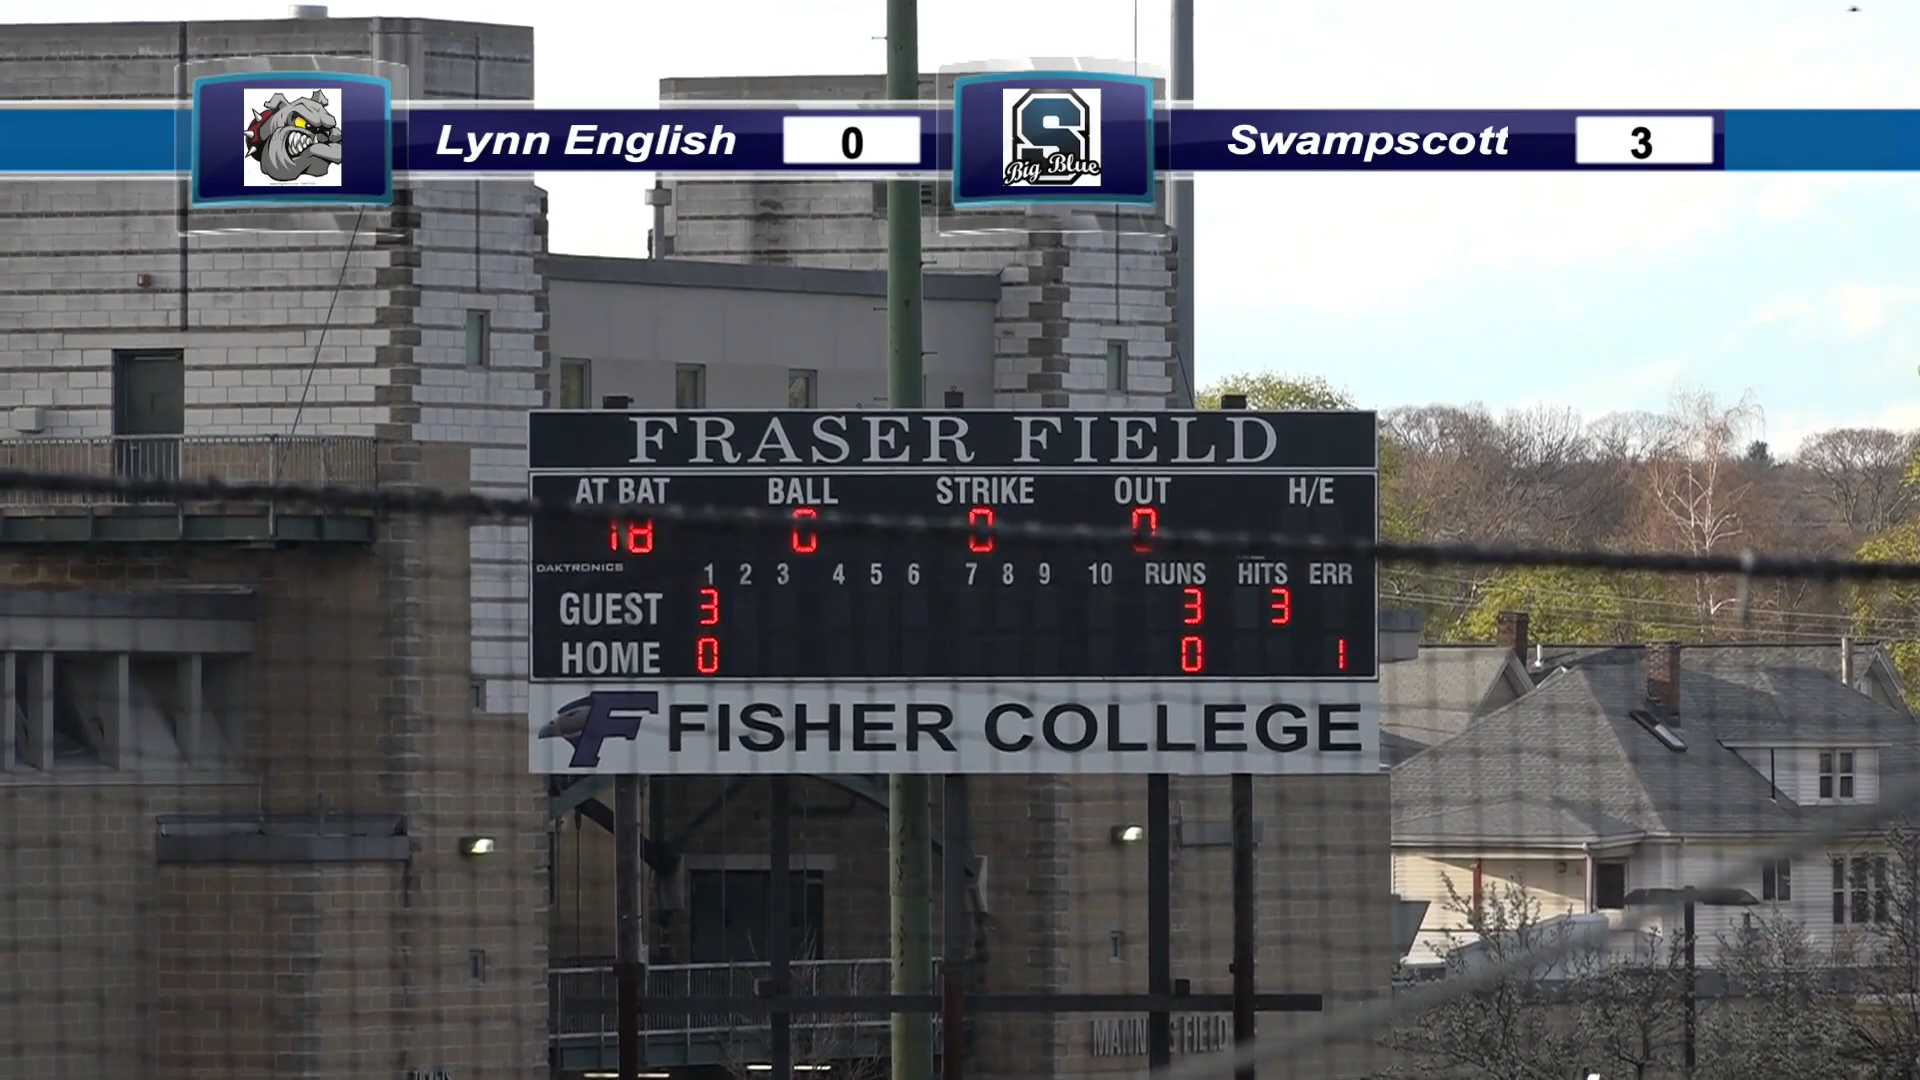 Lynn English 0 Swampscott 3
S
Big Blue
FRASER FIELD
AT BAT BALL STRIKE OUT H/E
18 0 0 0
DAKTRONICS 1 2 3 4 5 6 7 8 9 10 RUNS HITS ERR
GUEST 3 3 3
HOME 0 0 1
F FISHER COLLEGE
FIELD